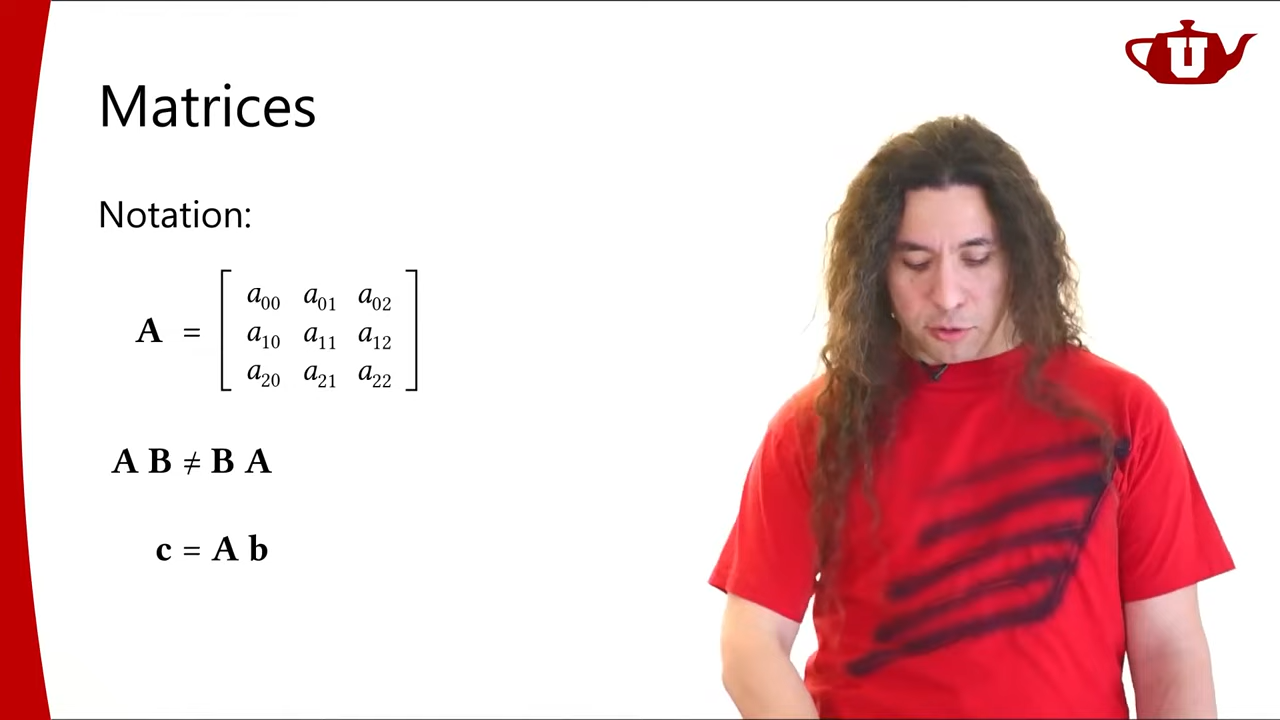 U
Matrices
Notation:
A = [ a₀₀ a₀₁ a₀₂
a₁₀ a₁₁ a₁₂
a₂₀ a₂₁ a₂₂ ]
A B ≠ B A
c = A b